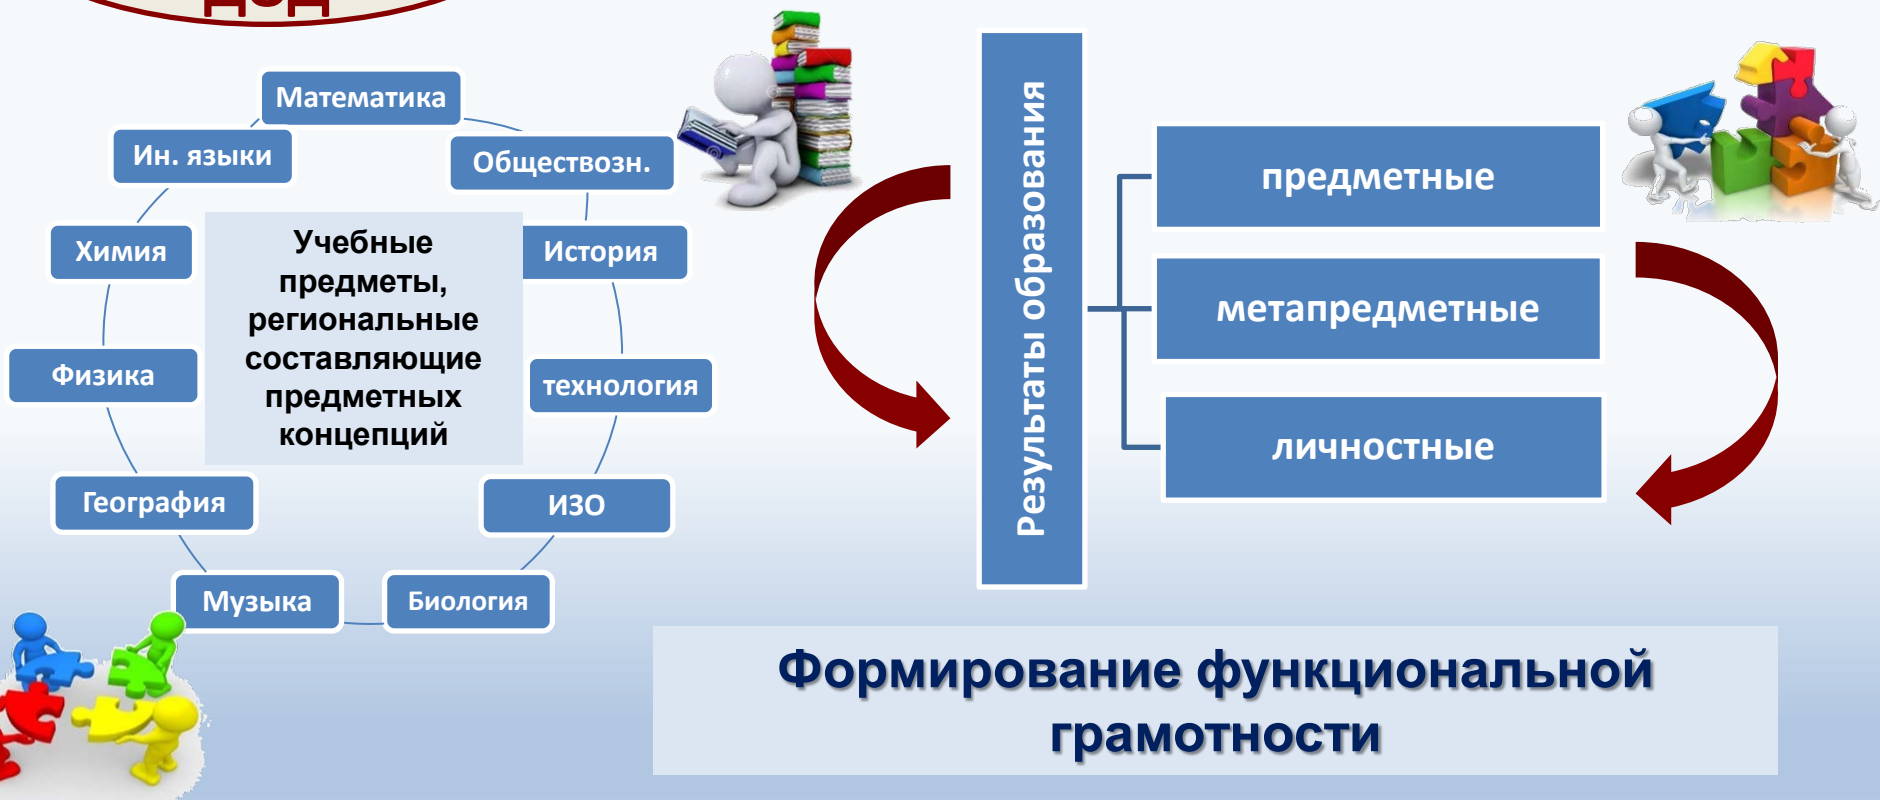 Математика
Ин. языки
Обществозн.
Химия
История
Физика
технология
География
ИЗО
Музыка
Биология
Учебные
предметы,
региональные
составляющие
предметных
концепций
Результаты образования
предметные
метапредметные
личностные
Формирование функциональной
грамотности